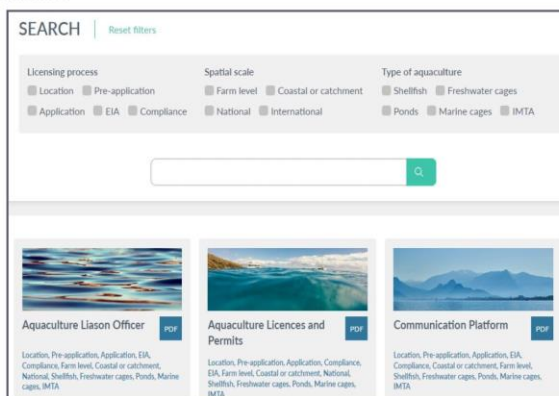 SEARCH
Reset filters
Licensing process
Location Pre-application
Application EIA Compliance
Spatial scale
Farm level Coastal or catchment
National International
Type of aquaculture
Shellfish Freshwater cages
Ponds Marine cages IMTA
Aquaculture Liason Officer
PDF
Location, Pre-application, Application, EIA,
Compliance, Farm level, Coastal or catchment,
National, Shellfish, Freshwater cages, Ponds, Marine
cages, IMTA
Aquaculture Licences and
Permits
PDF
Location, Pre-application, Application, Compliance,
EIA, Farm level, Coastal or catchment, National,
Shellfish, Freshwater cages, Ponds, Marine cages,
IMTA
Communication Platform
PDF
Location, Pre-application, Application, EIA,
Compliance, Farm level, Coastal or catchment,
Shellfish, Freshwater cages, Ponds, Marine cages,
IMTA